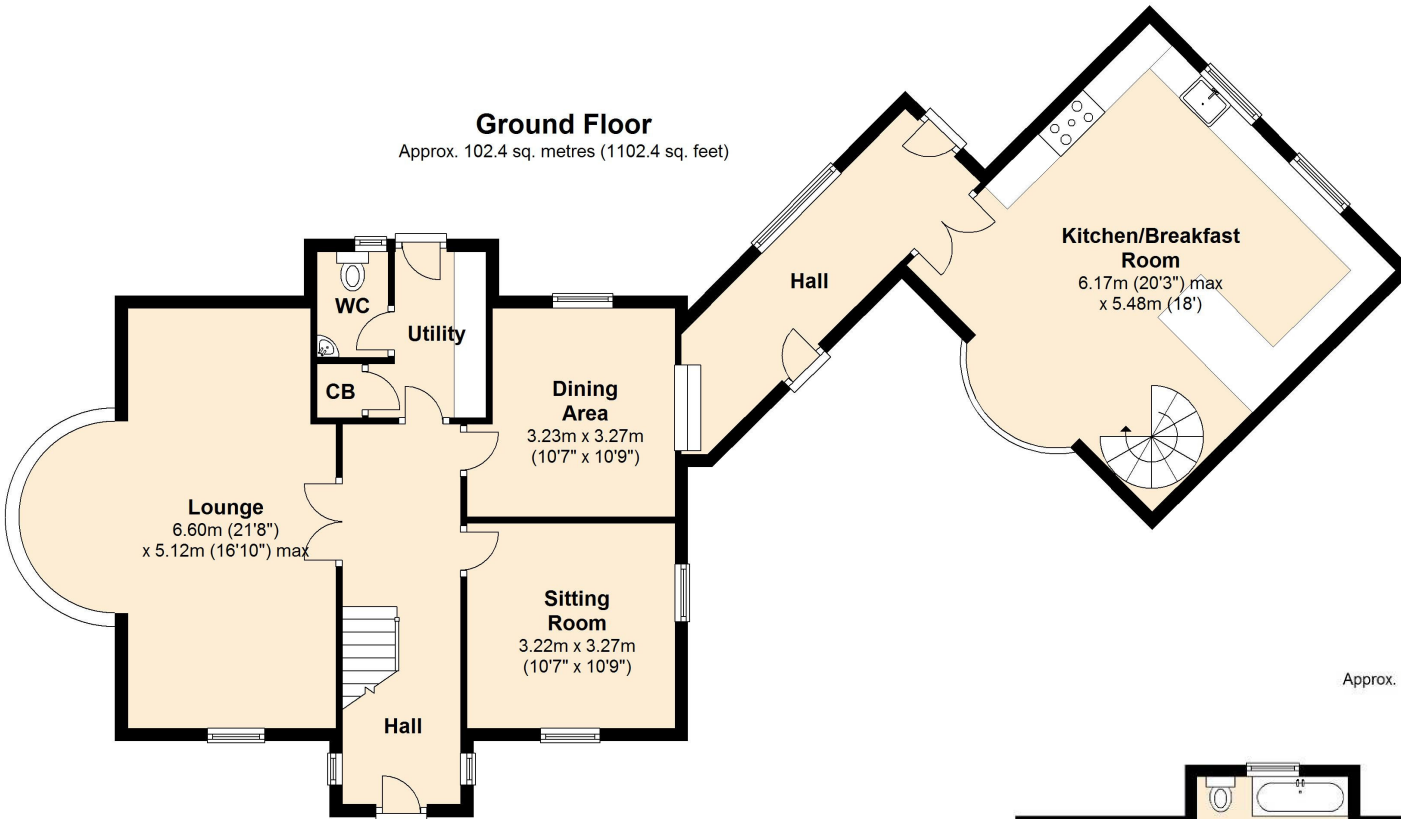 Ground Floor
Approx. 102.4 sq. metres (1102.4 sq. feet)
Kitchen/Breakfast
Room
6.17m (20'3") max
x 5.48m (18')
Hall
WC
Utility
CB
Dining
Area
3.23m x 3.27m
(10'7" x 10'9")
Lounge
6.60m (21'8")
x 5.12m (16'10") max
Sitting
Room
3.22m x 3.27m
(10'7" x 10'9")
Hall
Approx.